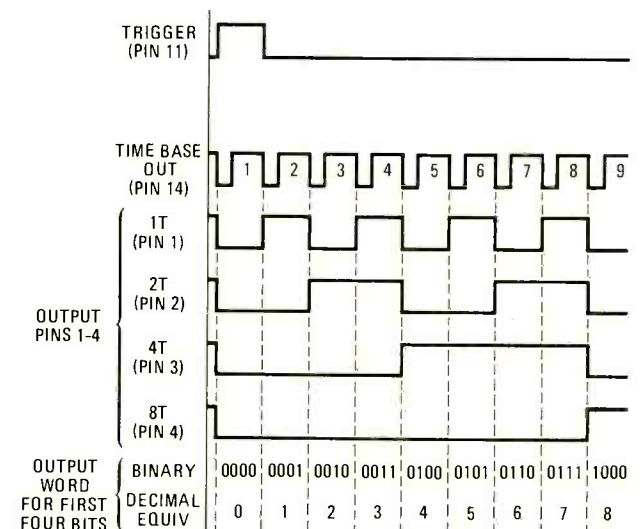 TRIGGER
(PIN 11)
TIME BASE
OUT
(PIN 14)
1 2 3 4 5 6 7 8 9
1T
(PIN 1)
2T
(PIN 2)
OUTPUT
PINS 1-4
4T
(PIN 3)
8T
(PIN 4)
OUTPUT
WORD
FOR FIRST
FOUR BITS
BINARY 0000 0001 0010 0011 0100 0101 0110 0111 1000
DECIMAL
EQUIV 0 1 2 3 4 5 6 7 8